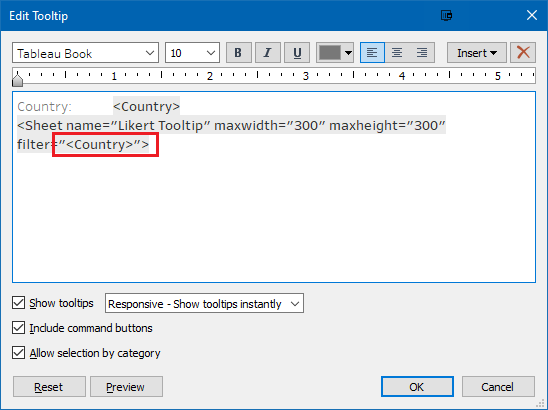 Edit Tooltip
Tableau Book 10 B I U Insert
1 2 3 4 5
Country: <Country>
<Sheet name="Likert Tooltip" maxwidth="300" maxheight="300"
filter="<Country>">
Show tooltips Responsive - Show tooltips instantly
Include command buttons
Allow selection by category
Reset Preview OK Cancel